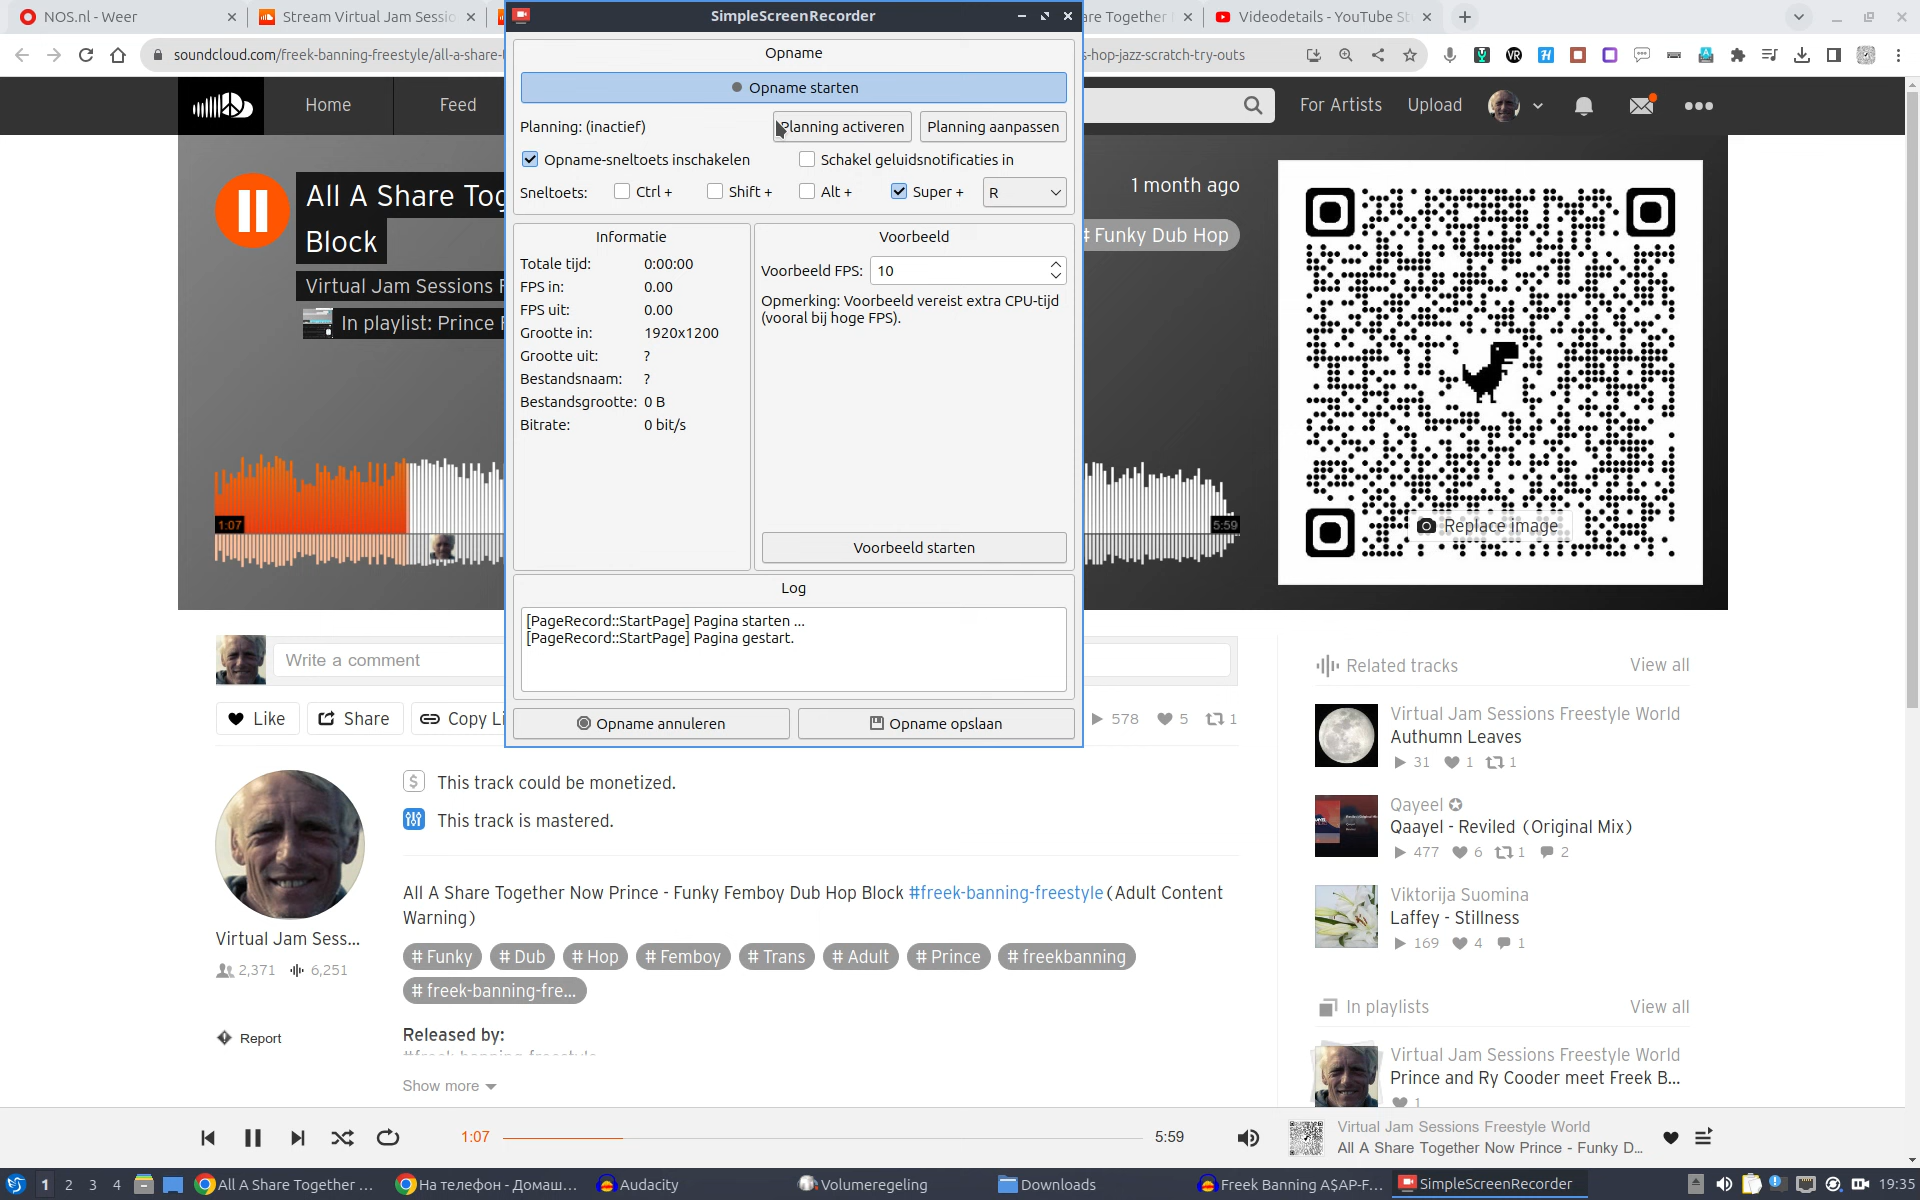 NOS.nl - Weer
Stream Virtual Jam Sessio
SimpleScreenRecorder
are Together
Videodetails - YouTube St
soundcloud.com/freek-banning-freestyle/all-a-share-t
s-hop-jazz-scratch-try-outs
Home
Feed
For Artists
Upload
Opname
Opname starten
Planning: (inactief)
Planning activeren
Planning aanpassen
Opname-sneltoets inschakelen
Schakel geluidsnotificaties in
Sneltoets:
Ctrl +
Shift +
Alt +
Super +
R
Informatie
Totale tijd: 0:00:00
FPS in: 0.00
FPS uit: 0.00
Grootte in: 1920x1200
Grootte uit: ?
Bestandsnaam: ?
Bestandsgrootte: 0 B
Bitrate: 0 bit/s
Voorbeeld
Voorbeeld FPS: 10
Opmerking: Voorbeeld vereist extra CPU-tijd
(vooral bij hoge FPS).
Voorbeeld starten
Log
[PageRecord::StartPage] Pagina starten ...
[PageRecord::StartPage] Pagina gestart.
Opname annuleren
Opname opslaan
All A Share Tog
Block
Virtual Jam Sessions F
In playlist: Prince F
1 month ago
# Funky Dub Hop
1:07
5:59
Replace image
Write a comment
Like
Share
Copy Li
578
5
1
This track could be monetized.
This track is mastered.
All A Share Together Now Prince - Funky Femboy Dub Hop Block #freek-banning-freestyle (Adult Content
Warning)
# Funky
# Dub
# Hop
# Femboy
# Trans
# Adult
# Prince
# freekbanning
# freek-banning-fre...
Virtual Jam Sess...
2,371
6,251
Report
Released by:
#freek-banning-freestyle
Show more
Related tracks
View all
Virtual Jam Sessions Freestyle World
Authumn Leaves
31
1
1
Qayeel
Qaayel - Reviled (Original Mix)
477
6
1
2
Viktorija Suomina
Laffey - Stillness
169
4
1
In playlists
View all
Virtual Jam Sessions Freestyle World
Prince and Ry Cooder meet Freek B...
1
1:07
5:59
Virtual Jam Sessions Freestyle World
All A Share Together Now Prince - Funky D...
1 2 3 4
All A Share Together ...
На телефон - Домаш...
Audacity
Volumeregeling
Downloads
Freek Banning A$AP-F...
SimpleScreenRecorder
19:35